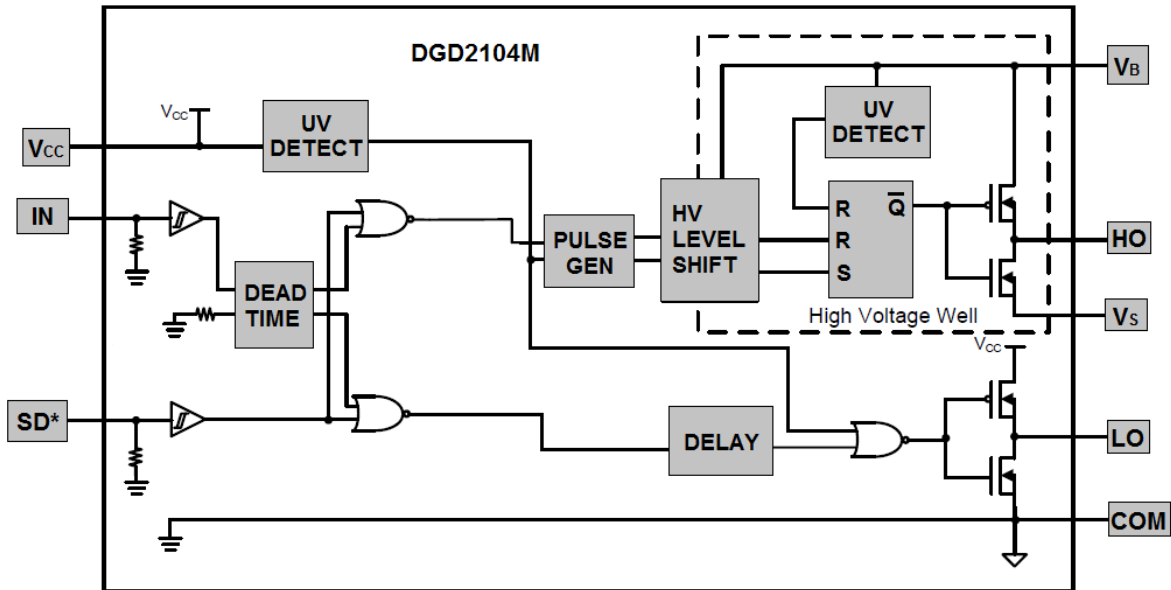 DGD2104M
VB
VCC
UV
DETECT
UV
DETECT
VCC
IN
HV
LEVEL
SHIFT
R
Q
R
S
PULSE
GEN
HO
DEAD
TIME
High Voltage Well
VS
VCC
SD*
DELAY
LO
COM